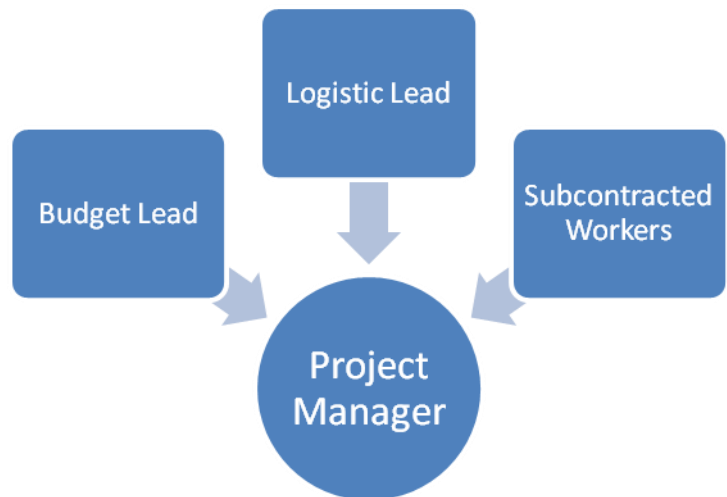 Logistic Lead
Budget Lead
Subcontracted
Workers
Project
Manager